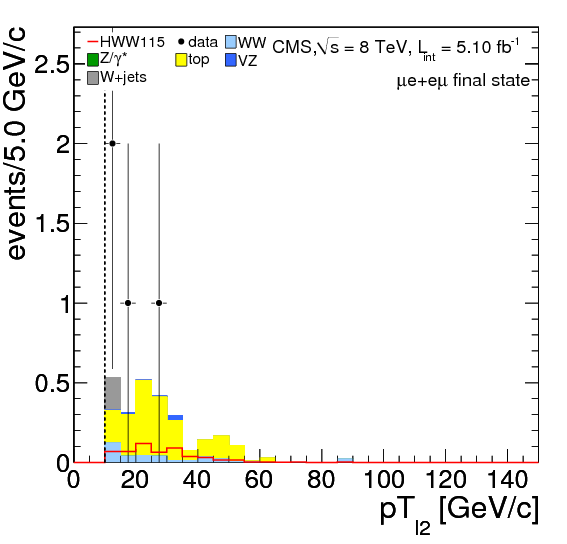 HWW115 data WW CMS,√s = 8 TeV, L_int = 5.10 fb⁻¹
Z/γ* top VZ
W+jets μe+eμ final state
events/5.0 GeV/c
2.5
2
1.5
1
0.5
0
0 20 40 60 80 100 120 140
pT_l2 [GeV/c]